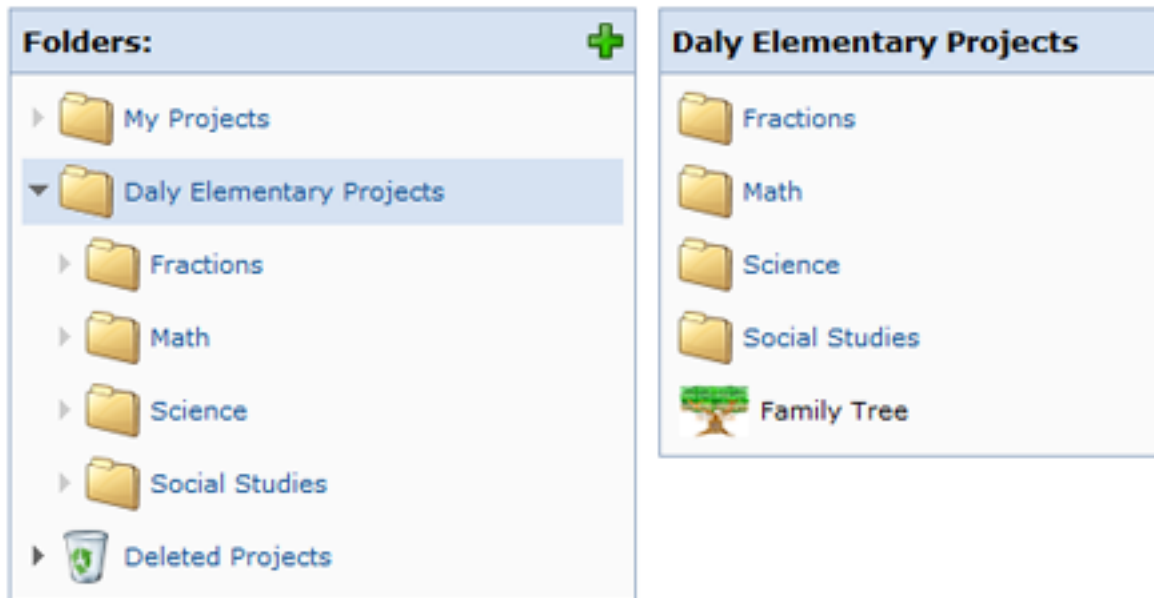 Folders:
My Projects
Daly Elementary Projects
Fractions
Math
Science
Social Studies
Deleted Projects
Daly Elementary Projects
Fractions
Math
Science
Social Studies
Family Tree